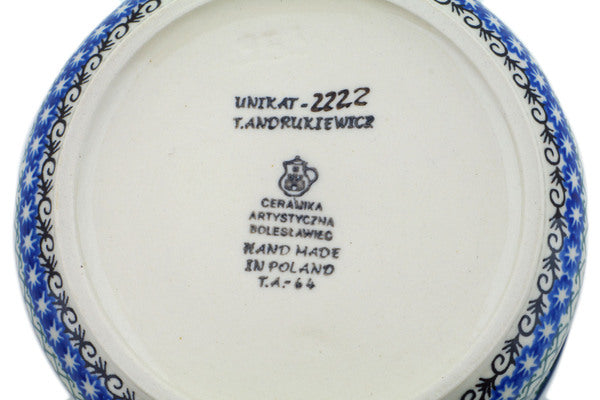 UNIKAT-2222
T.ANDRUKIEWICZ
CERAMIKA
ARTYSTYCZNA
BOLESŁAWIEC
HAND MADE
IN POLAND
T.A.-64